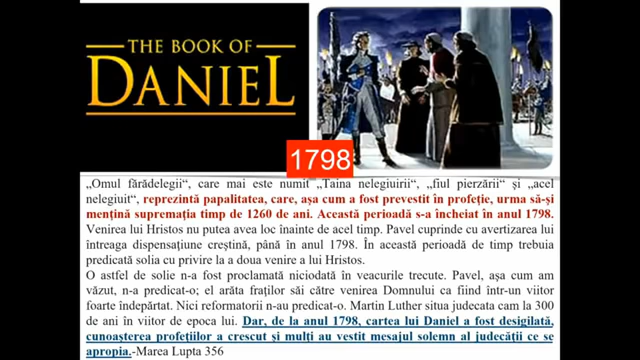 THE BOOK OF
DANIEL
1798
„Omul fărădelegii“, care mai este numit „Taina nelegiuirii“, „fiul pierzării“ și „acel
nelegiuit“, reprezintă papalitatea, care, așa cum a fost prevestit în profeție, urma să-și
mențină supremația timp de 1260 de ani. Această perioadă s-a încheiat în anul 1798.
Venirea lui Hristos nu putea avea loc înainte de acel timp. Pavel cuprinde cu avertizarea lui
întreaga dispensațiune creștină, până în anul 1798. În această perioadă de timp trebuia
predicată solia cu privire la a doua venire a lui Hristos.
O astfel de solie n-a fost proclamată niciodată în veacurile trecute. Pavel, așa cum am
văzut, n-a predicat-o; el arăta fraților săi către venirea Domnului ca fiind într-un viitor
foarte îndepărtat. Nici reformatorii n-au predicat-o. Martin Luther situa judecata cam la 300
de ani în viitor de epoca lui. Dar, de la anul 1798, cartea lui Daniel a fost desigilată,
cunoașterea profețiilor a crescut și mulți au vestit mesajul solemn al judecății ce se
apropia.-Marea Lupta 356